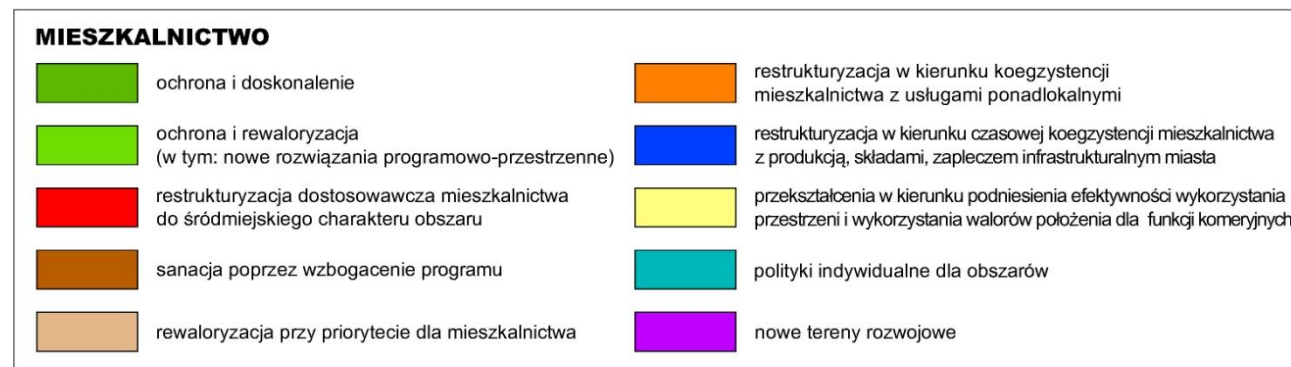 MIESZKALNICTWO
ochrona i doskonalenie
ochrona i rewaloryzacja
(w tym: nowe rozwiązania programowo-przestrzenne)
restrukturyzacja dostosowawcza mieszkalnictwa
do śródmiejskiego charakteru obszaru
sanacja poprzez wzbogacenie programu
rewaloryzacja przy priorytecie dla mieszkalnictwa
restrukturyzacja w kierunku koegzystencji
mieszkalnictwa z usługami ponadlokalnymi
restrukturyzacja w kierunku czasowej koegzystencji mieszkalnictwa
z produkcją, składami, zapleczem infrastrukturalnym miasta
przekształcenia w kierunku podniesienia efektywności wykorzystania
przestrzeni i wykorzystania walorów położenia dla funkcji komeryjnych
polityki indywidualne dla obszarów
nowe tereny rozwojowe